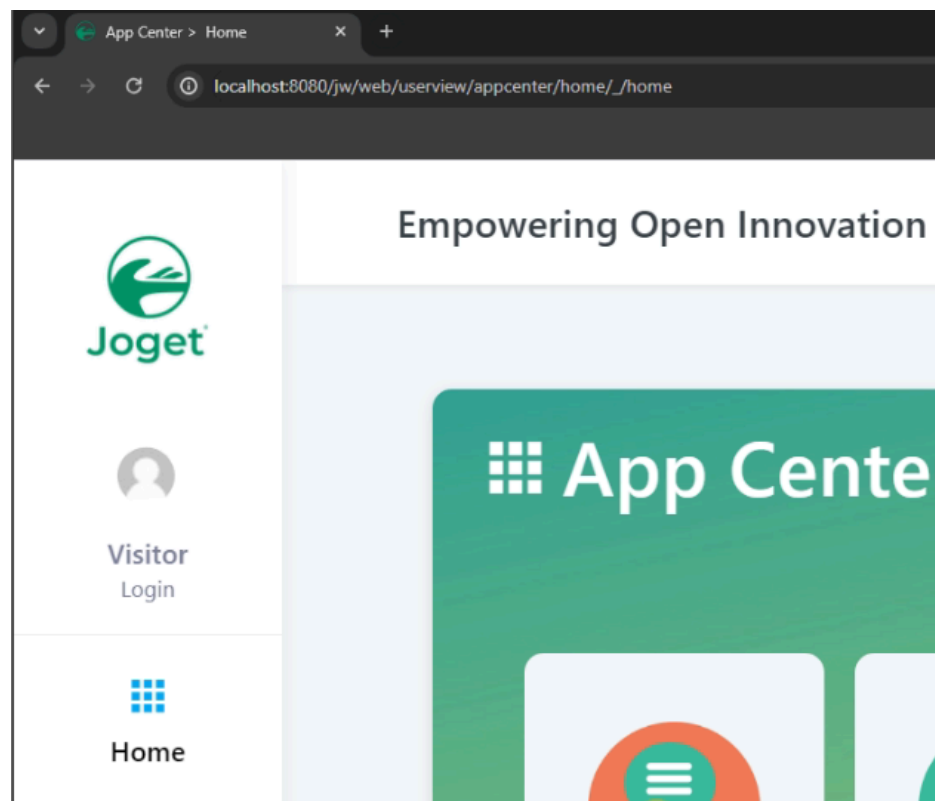 App Center > Home
localhost:8080/jw/web/userview/appcenter/home/_/home
Empowering Open Innovation
Joget
App Cente
Visitor
Login
Home